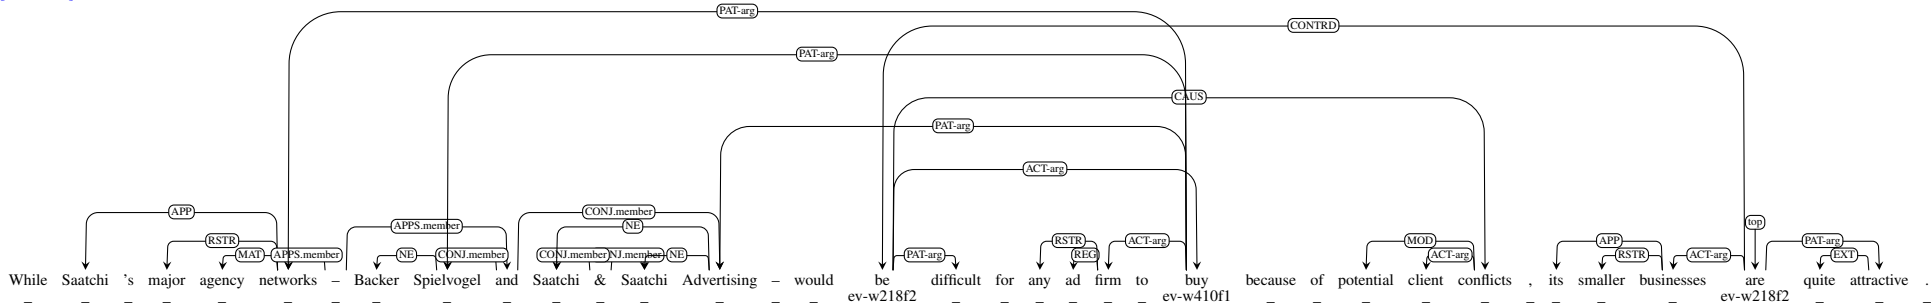 PAT-arg
CONTRD
PAT-arg
CAUS
PAT-arg
ACT-arg
APP CONJ.member
APPS.member NE top
RSTR RSTR ACT-arg MOD APP PAT-arg
MAT APPS.member NE CONJ.member CONJ.member NJ.member NE PAT-arg REG ACT-arg RSTR ACT-arg EXT
While Saatchi 's major agency networks – Backer Spielvogel and Saatchi & Saatchi Advertising – would be difficult for any ad firm to buy because of potential client conflicts , its smaller businesses are quite attractive .
ev-w218f2 ev-w410f1 ev-w218f2